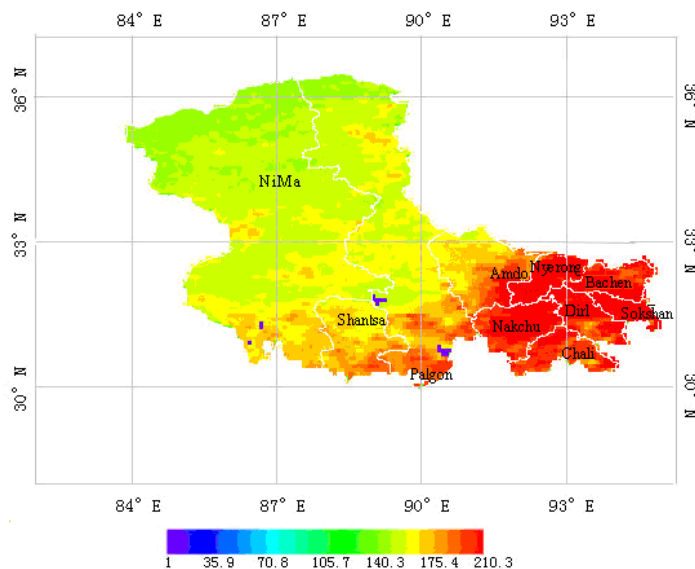 84° E 87° E 90° E 93° E
36° N 36° N
NiMa
33° N 33° N
Nyerong
Amdo
Bachen
Dirl
Sokshan
Shantsa
Nakchu
Chali
Palgon
30° N 30° N
84° E 87° E 90° E 93° E
1 35.9 70.8 105.7 140.3 175.4 210.3